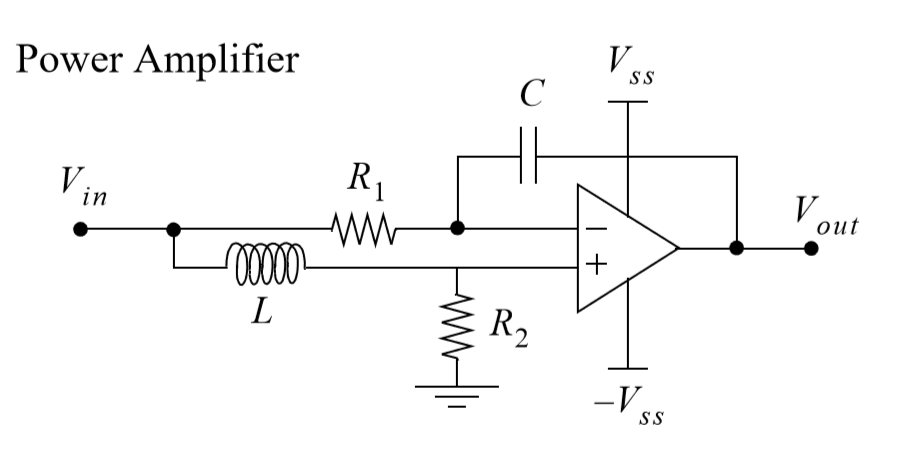 Power Amplifier
V_ss
C
V_in
R_1
V_out
−
+
L
R_2
−V_ss